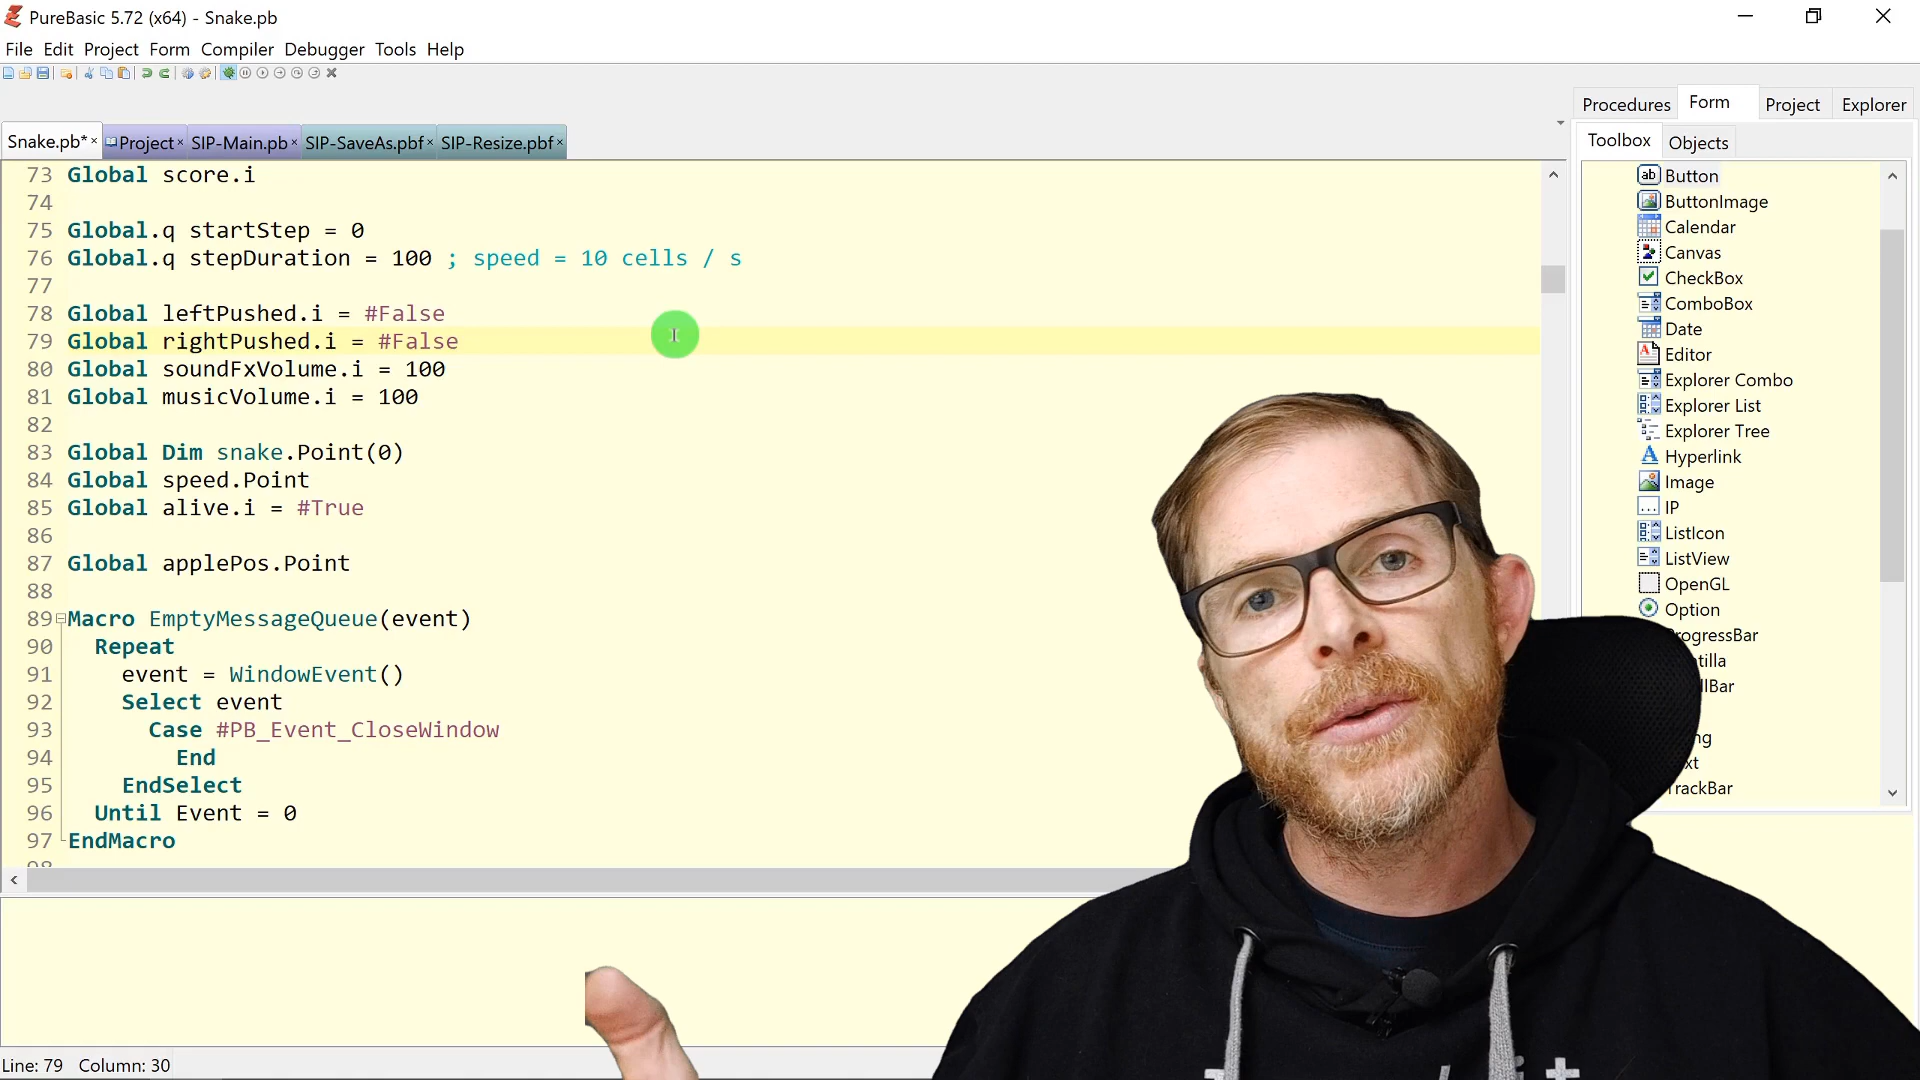 PureBasic 5.72 (x64) - Snake.pb
File Edit Project Form Compiler Debugger Tools Help
Procedures Form Project Explorer
Snake.pb* Project SIP-Main.pb SIP-SaveAs.pbf SIP-Resize.pbf
Toolbox Objects
73 Global score.i
74
75 Global.q startStep = 0
76 Global.q stepDuration = 100 ; speed = 10 cells / s
77
78 Global leftPushed.i = #False
79 Global rightPushed.i = #False
80 Global soundFxVolume.i = 100
81 Global musicVolume.i = 100
82
83 Global Dim snake.Point(0)
84 Global speed.Point
85 Global alive.i = #True
86
87 Global applePos.Point
88
89 Macro EmptyMessageQueue(event)
90 Repeat
91 event = WindowEvent()
92 Select event
93 Case #PB_Event_CloseWindow
94 End
95 EndSelect
96 Until Event = 0
97 EndMacro
98
Button
ButtonImage
Calendar
Canvas
CheckBox
ComboBox
Date
Editor
Explorer Combo
Explorer List
Explorer Tree
Hyperlink
Image
IP
ListIcon
ListView
OpenGL
Option
rogressBar
ntilla
llBar
ng
xt
TrackBar
Line: 79 Column: 30